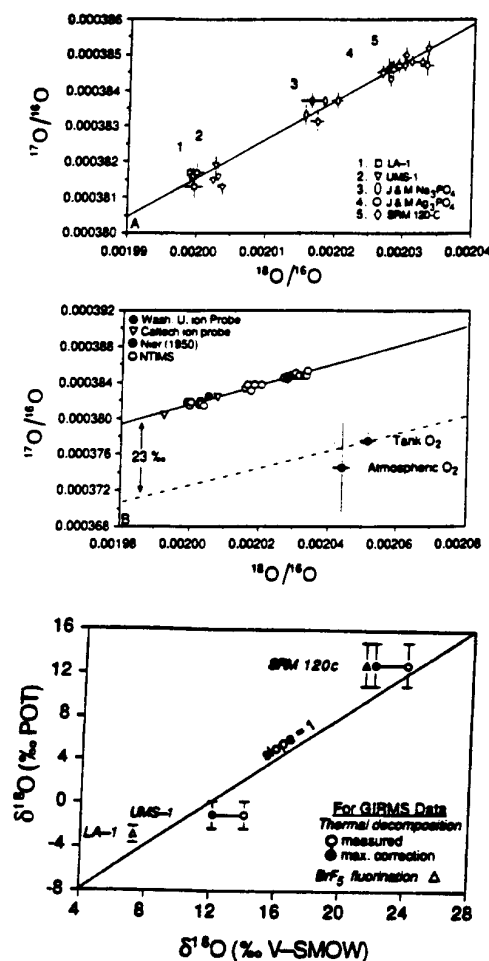 0.000386
0.000385
0.000384
0.000383
0.000382
0.000381
0.000380
¹⁷O/¹⁶O
1 2
3
4
5
1. LA-1
2. UMS-1
3. J & M Na₃PO₄
4. J & M Ag₃PO₄
5. SRM 120-C
A
0.00199 0.00200 0.00201 0.00202 0.00203 0.00204
¹⁸O/¹⁶O
0.000392
0.000388
0.000384
0.000380
0.000376
0.000372
0.000368
¹⁷O/¹⁶O
Wash. U. ion Probe
Caltech ion probe
Nier (1950)
NTIMS
23 ‰
Tank O₂
Atmospheric O₂
B
0.00198 0.00200 0.00202 0.00204 0.00206 0.00208
¹⁸O/¹⁶O
16
12
8
4
0
-4
-8
δ¹⁸O (‰ POT)
SRM 120c
slope = 1
UMS-1
LA-1
For GIRMS Data
Thermal decomposition
measured
max. correction
BrF₅ fluorination
4 8 12 16 20 24 28
δ¹⁸O (‰ V-SMOW)